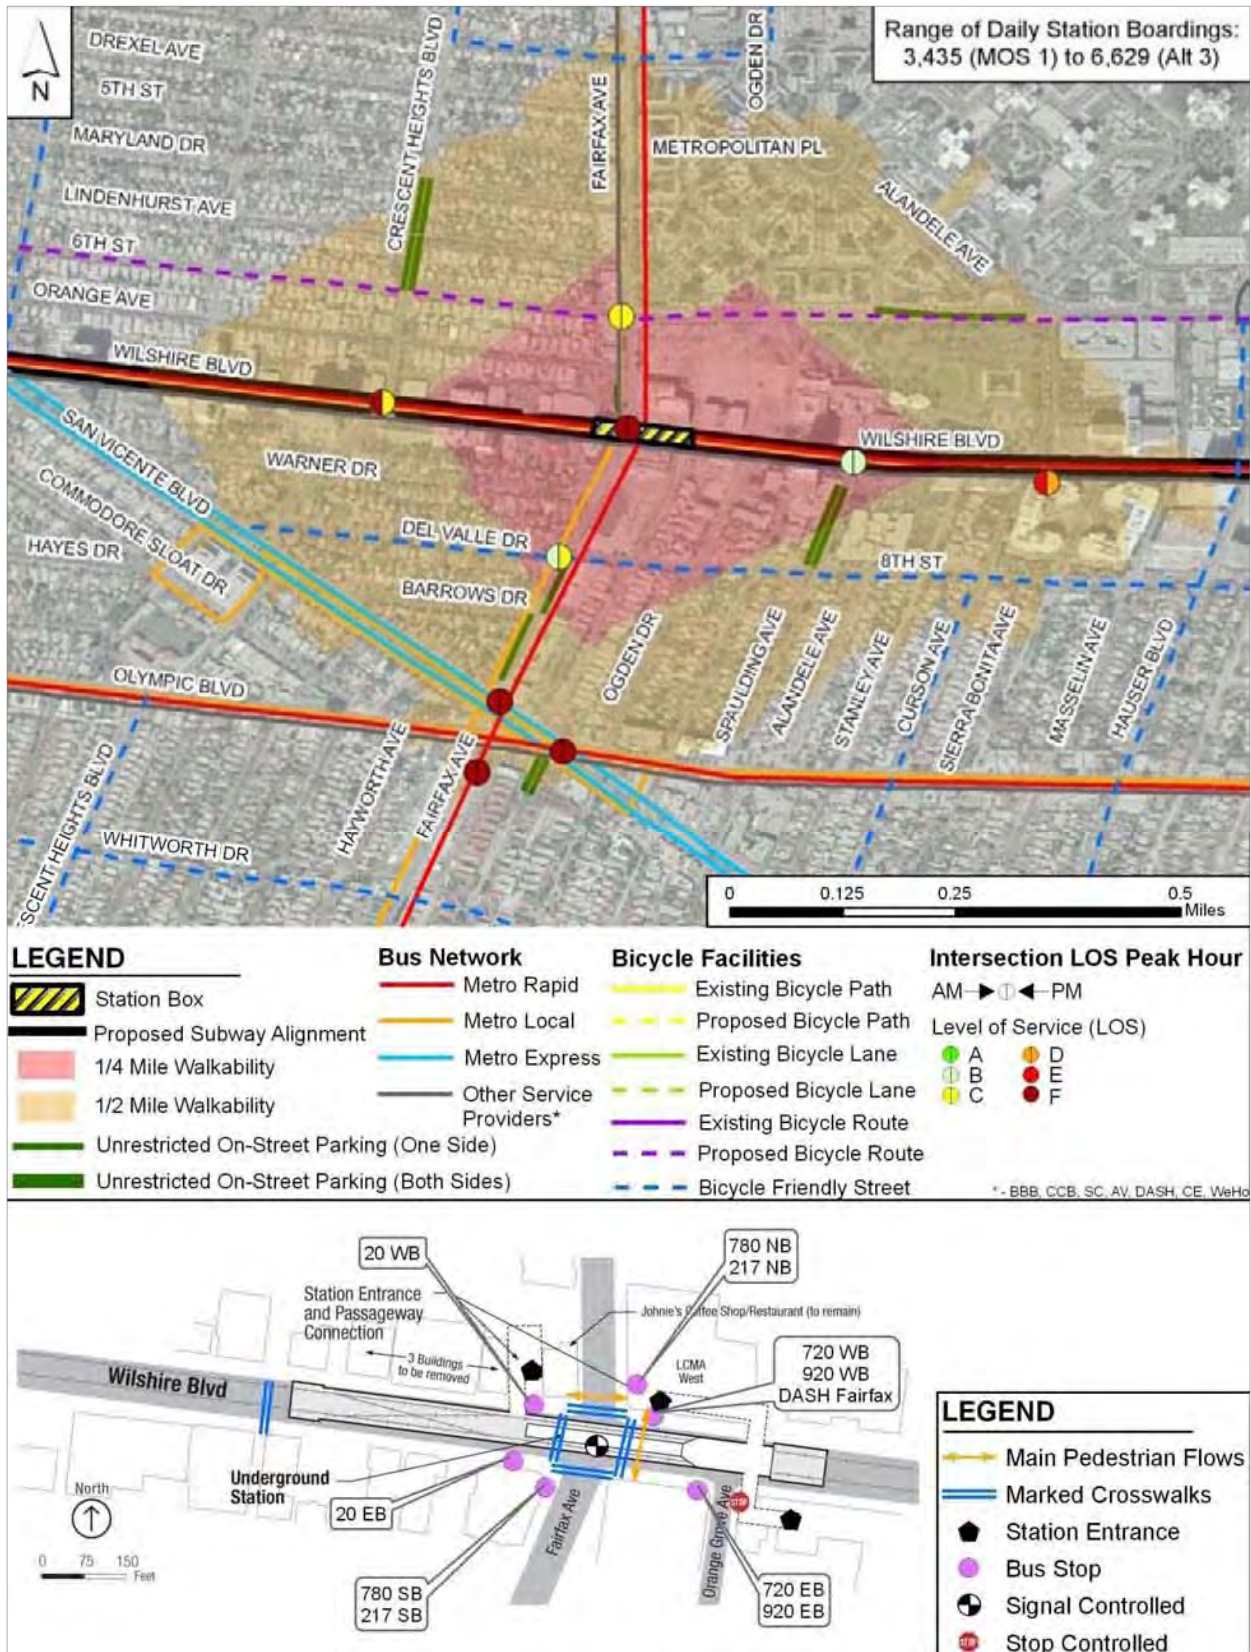 Range of Daily Station Boardings:
3,435 (MOS 1) to 6,629 (Alt 3)
N
DREXEL AVE
5TH ST
MARYLAND DR
LINDENHURST AVE
6TH ST
ORANGE AVE
WILSHIRE BLVD
CRESCENT HEIGHTS BLVD
FAIRFAX AVE
OGDEN DR
METROPOLITAN PL
ALANDELE AVE
WILSHIRE BLVD
SAN VICENTE BLVD
WARNER DR
COMMODORE SLOAT DR
HAYES DR
DEL VALLE DR
BARROWS DR
8TH ST
OGDEN DR
SPAULDING AVE
ALANDELE AVE
STANLEY AVE
CURSON AVE
SIERRA BONITA AVE
MASSELIN AVE
HAUSER BLVD
OLYMPIC BLVD
HAYWORTH AVE
FAIRFAX AVE
SCENT HEIGHTS BLVD
WHITWORTH DR
0 0.125 0.25 0.5
Miles
LEGEND
Station Box
Proposed Subway Alignment
1/4 Mile Walkability
1/2 Mile Walkability
Unrestricted On-Street Parking (One Side)
Unrestricted On-Street Parking (Both Sides)
Bus Network
Metro Rapid
Metro Local
Metro Express
Other Service
Providers*
Bicycle Facilities
Existing Bicycle Path
Proposed Bicycle Path
Existing Bicycle Lane
Proposed Bicycle Lane
Existing Bicycle Route
Proposed Bicycle Route
Bicycle Friendly Street
Intersection LOS Peak Hour
AM PM
Level of Service (LOS)
A D
B E
C F
* - BBB, CCB, SC, AV, DASH, CE, WeHo
20 WB
780 NB
217 NB
Station Entrance
and Passageway
Connection
Johnie's Coffee Shop/Restaurant (to remain)
3 Buildings
to be removed
LCMA
West
720 WB
920 WB
DASH Fairfax
Wilshire Blvd
Underground
Station
North
20 EB
Fairfax Ave
Orange Grove Ave
STOP
0 75 150
Feet
780 SB
217 SB
720 EB
920 EB
LEGEND
Main Pedestrian Flows
Marked Crosswalks
Station Entrance
Bus Stop
Signal Controlled
STOP
Stop Controlled